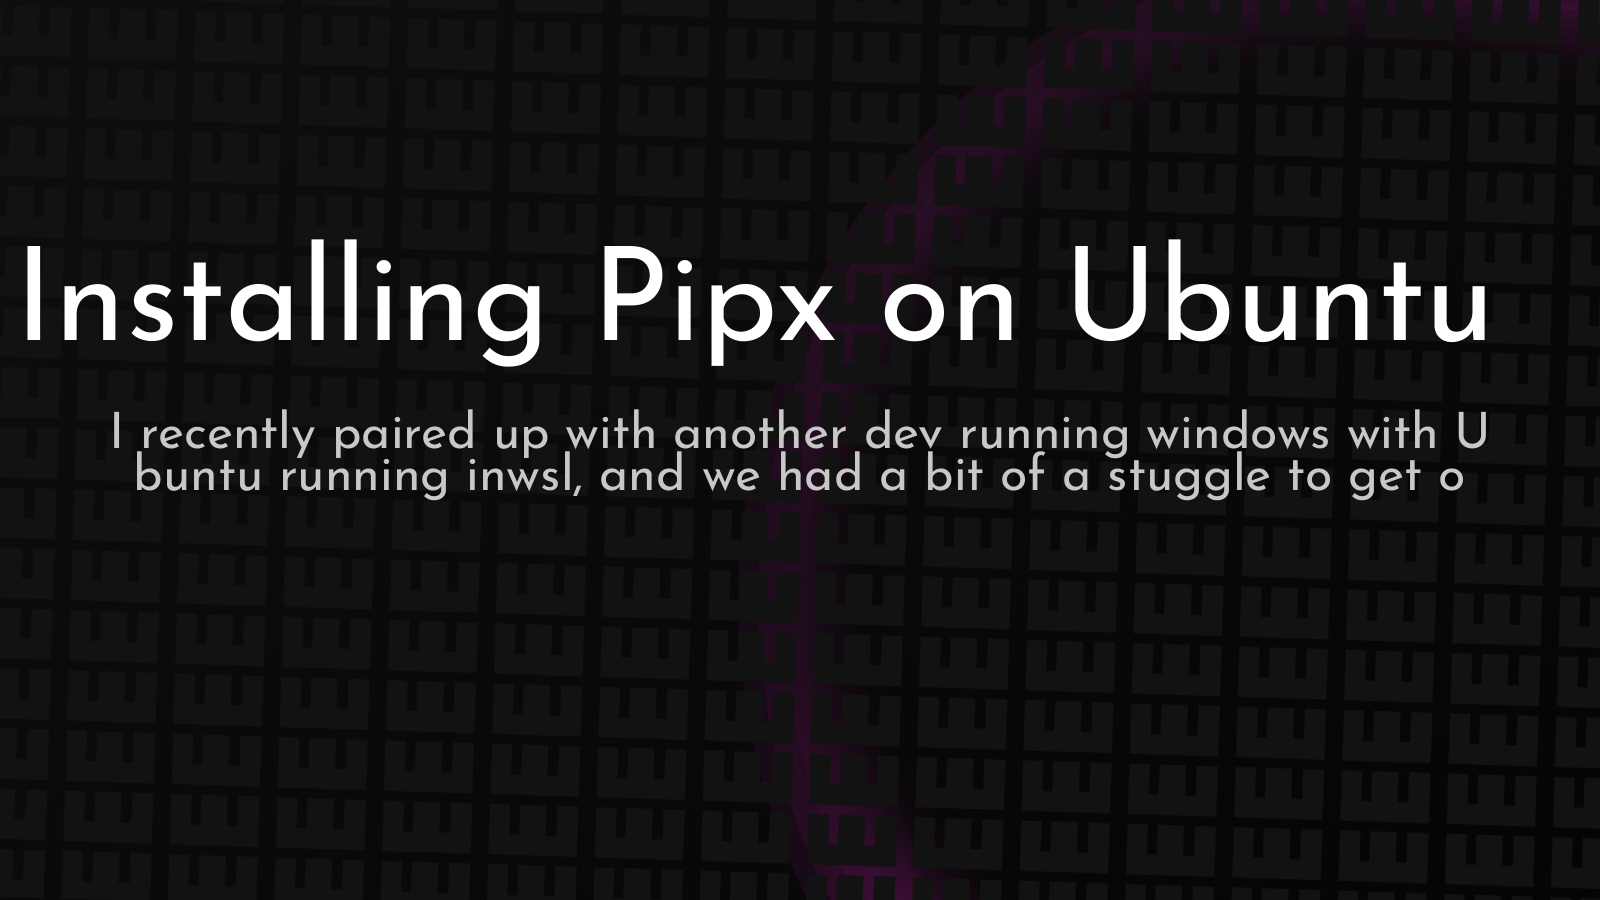 Installing Pipx on Ubuntu
I recently paired up with another dev running windows with U
buntu running inwsl, and we had a bit of a stuggle to get o